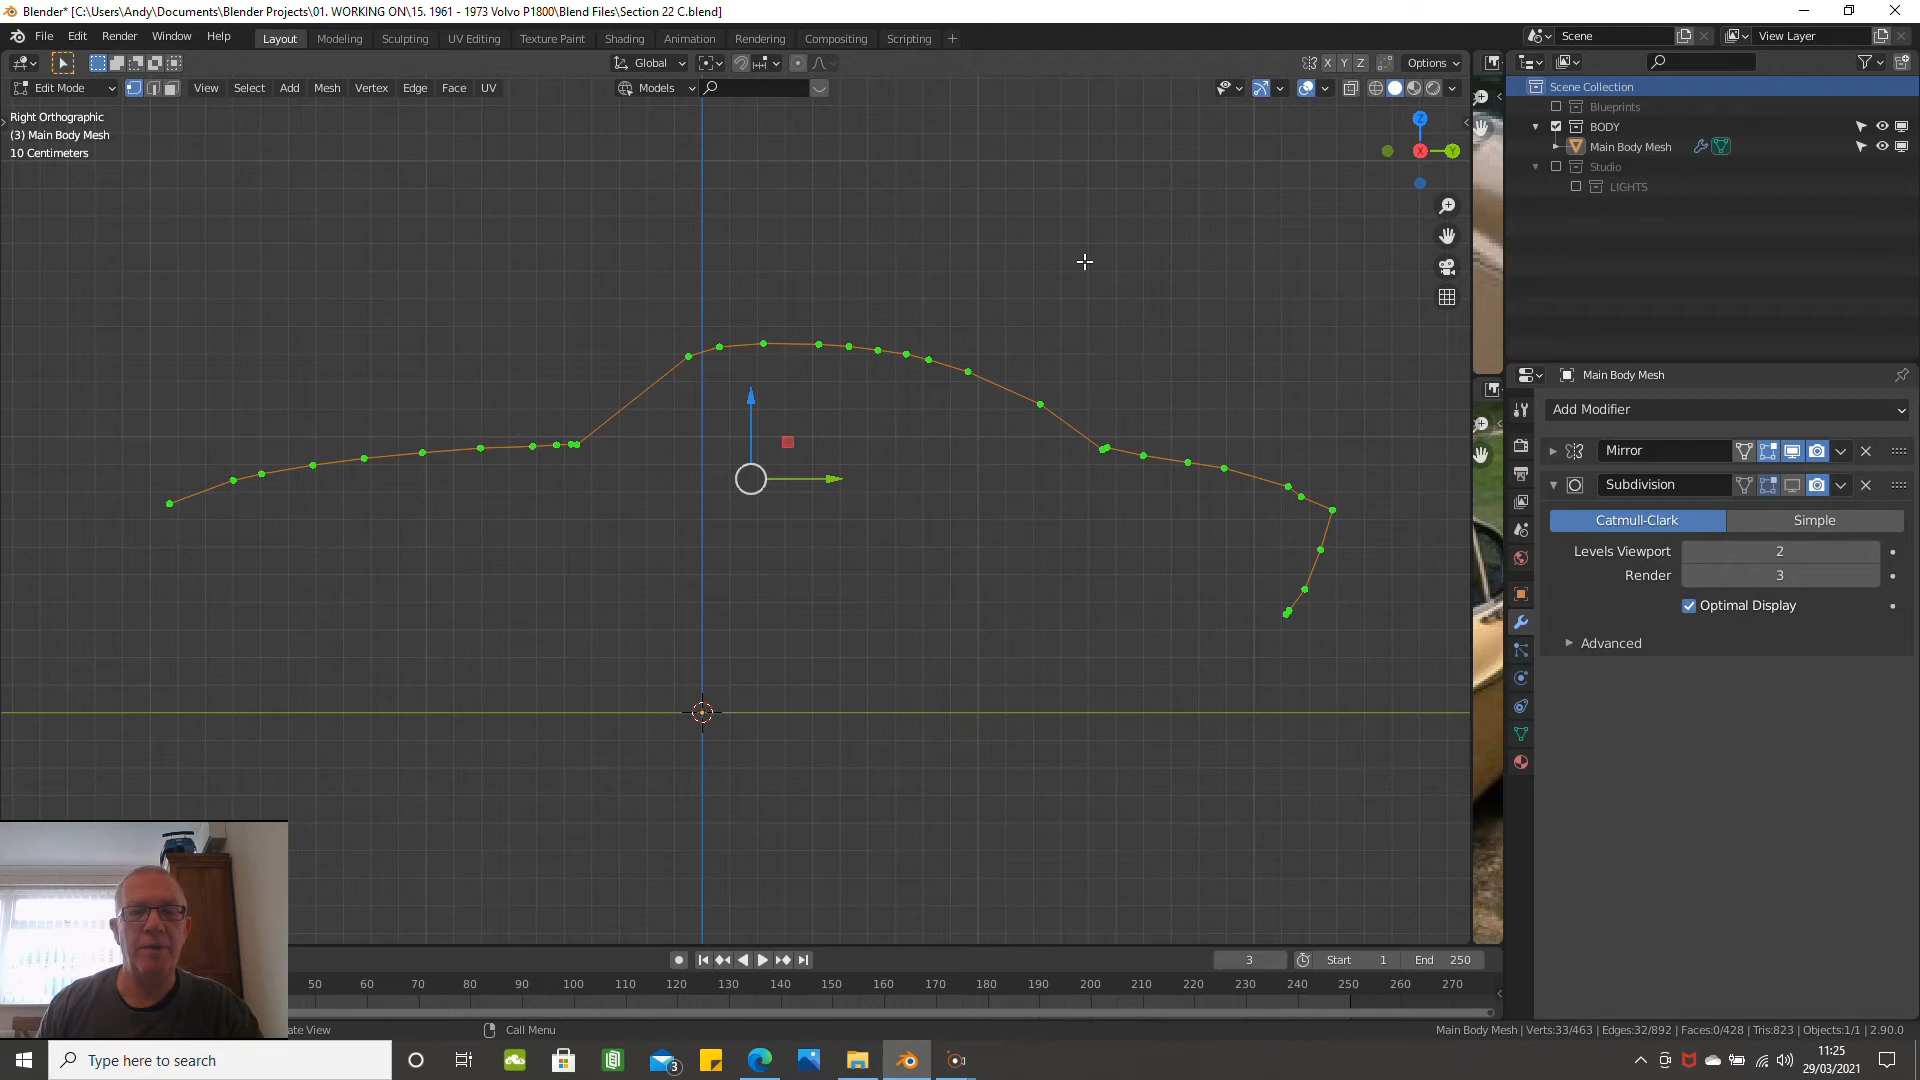 Blender* [C:\Users\Andy\Documents\Blender Projects\01. WORKING ON\15. 1961 - 1973 Volvo P1800\Blend Files\Section 22 C.blend]
File Edit Render Window Help Layout Modeling Sculpting UV Editing Texture Paint Shading Animation Rendering Compositing Scripting + Scene View Layer
Global X Y Z Options
Edit Mode View Select Add Mesh Vertex Edge Face UV Models
Right Orthographic
(3) Main Body Mesh
10 Centimeters
Z
X Y
Scene Collection
Blueprints
BODY
Main Body Mesh
Studio
LIGHTS
Main Body Mesh
Add Modifier
Mirror
Subdivision
Catmull-Clark Simple
Levels Viewport 2
Render 3
Optimal Display
Advanced
3 Start 1 End 250
50 60 70 80 90 100 110 120 130 140 150 160 170 180 190 200 210 220 230 240 250 260 270
ate View Call Menu Main Body Mesh | Verts:33/463 | Edges:32/892 | Faces:0/428 | Tris:823 | Objects:1/1 | 2.90.0
Type here to search 3
11:25
29/03/2021